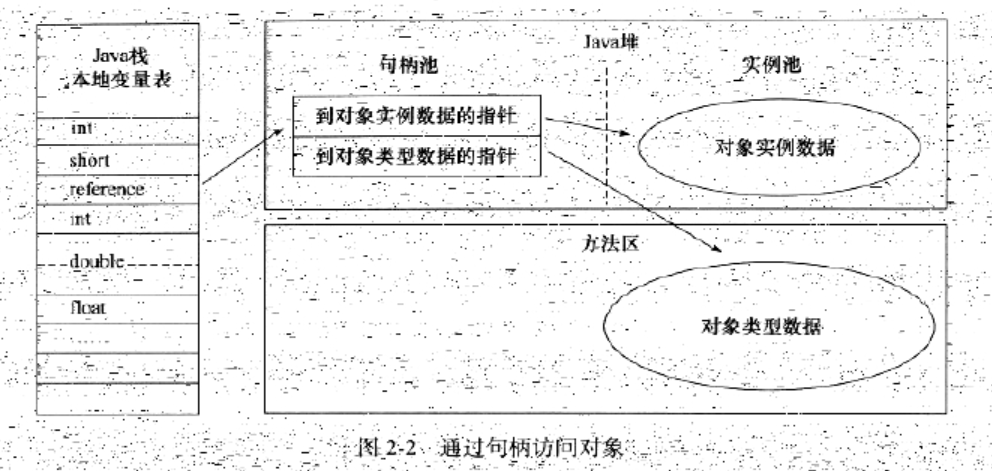 Java栈
本地变量表
int
short
reference
int
double
float
……
Java堆
句柄池
实例池
到对象实例数据的指针
到对象类型数据的指针
对象实例数据
方法区
对象类型数据
图 2-2 通过句柄访问对象